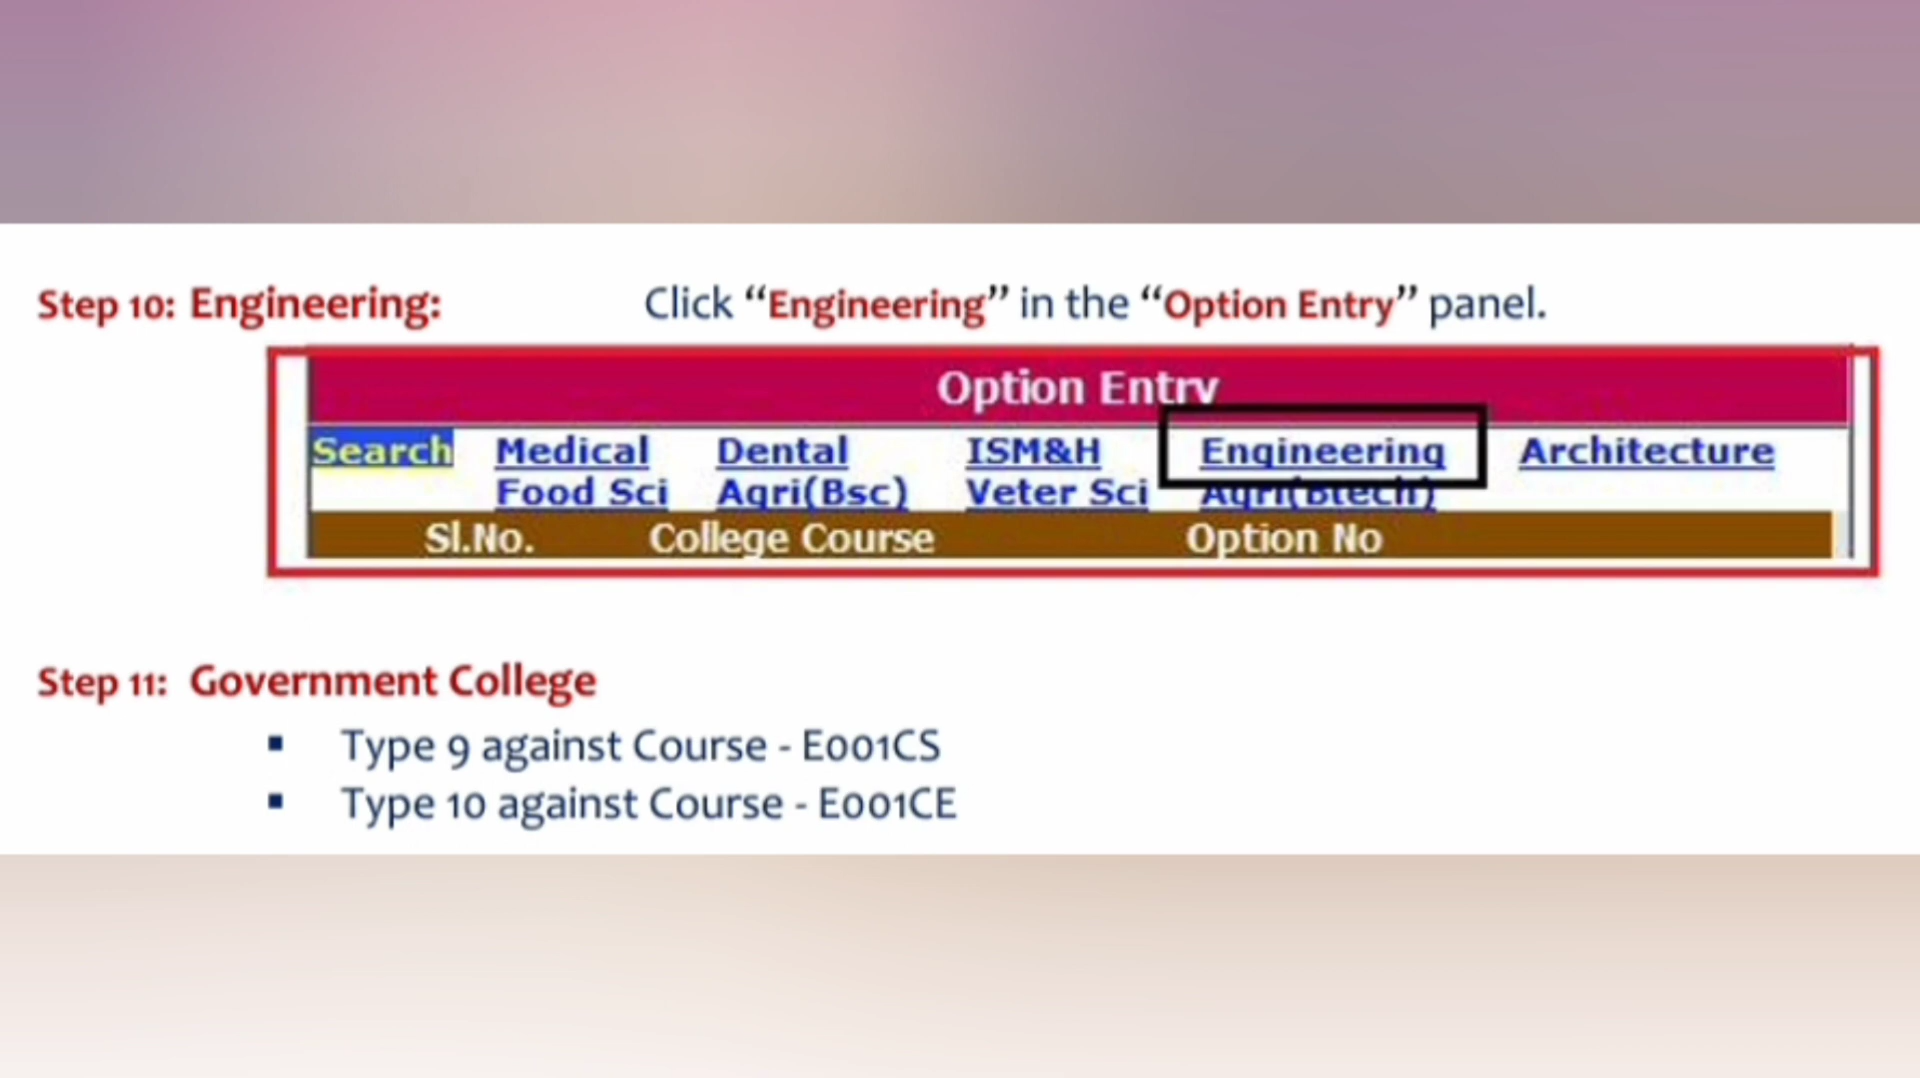 Step 10: Engineering: Click “Engineering” in the “Option Entry” panel.
Option Entry
Search Medical Dental ISM&H Engineering Architecture
Food Sci Agri(Bsc) Veter Sci Agri(Btech)
Sl.No. College Course Option No
Step 11: Government College
▪ Type 9 against Course - E001CS
▪ Type 10 against Course - E001CE